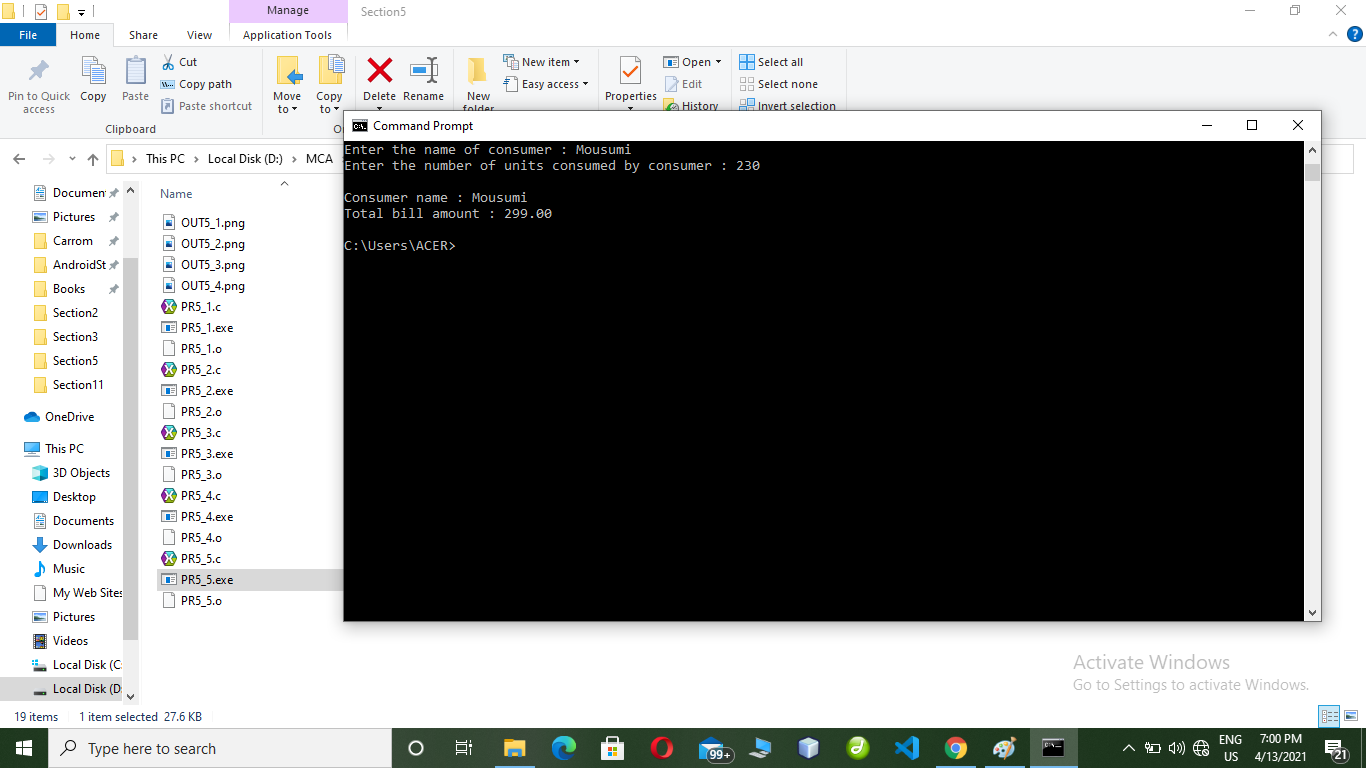 Manage
Section5
File
Home
Share
View
Application Tools
Pin to Quick access
Copy
Paste
Cut
Copy path
Paste shortcut
Clipboard
Move to
Copy to
Delete
Rename
New folder
New item
Easy access
Properties
Open
Edit
History
Select all
Select none
Invert selection
This PC
Local Disk (D:)
MCA
Documen
Pictures
Carrom
AndroidSt
Books
Section2
Section3
Section5
Section11
OneDrive
This PC
3D Objects
Desktop
Documents
Downloads
Music
My Web Sites
Pictures
Videos
Local Disk (C
Local Disk (D
Name
OUT5_1.png
OUT5_2.png
OUT5_3.png
OUT5_4.png
PR5_1.c
PR5_1.exe
PR5_1.o
PR5_2.c
PR5_2.exe
PR5_2.o
PR5_3.c
PR5_3.exe
PR5_3.o
PR5_4.c
PR5_4.exe
PR5_4.o
PR5_5.c
PR5_5.exe
PR5_5.o
Command Prompt
Enter the name of consumer : Mousumi
Enter the number of units consumed by consumer : 230
Consumer name : Mousumi
Total bill amount : 299.00
C:\Users\ACER>
Activate Windows
Go to Settings to activate Windows.
19 items
1 item selected 27.6 KB
Type here to search
99+
ENG
US
7:00 PM
4/13/2021
21